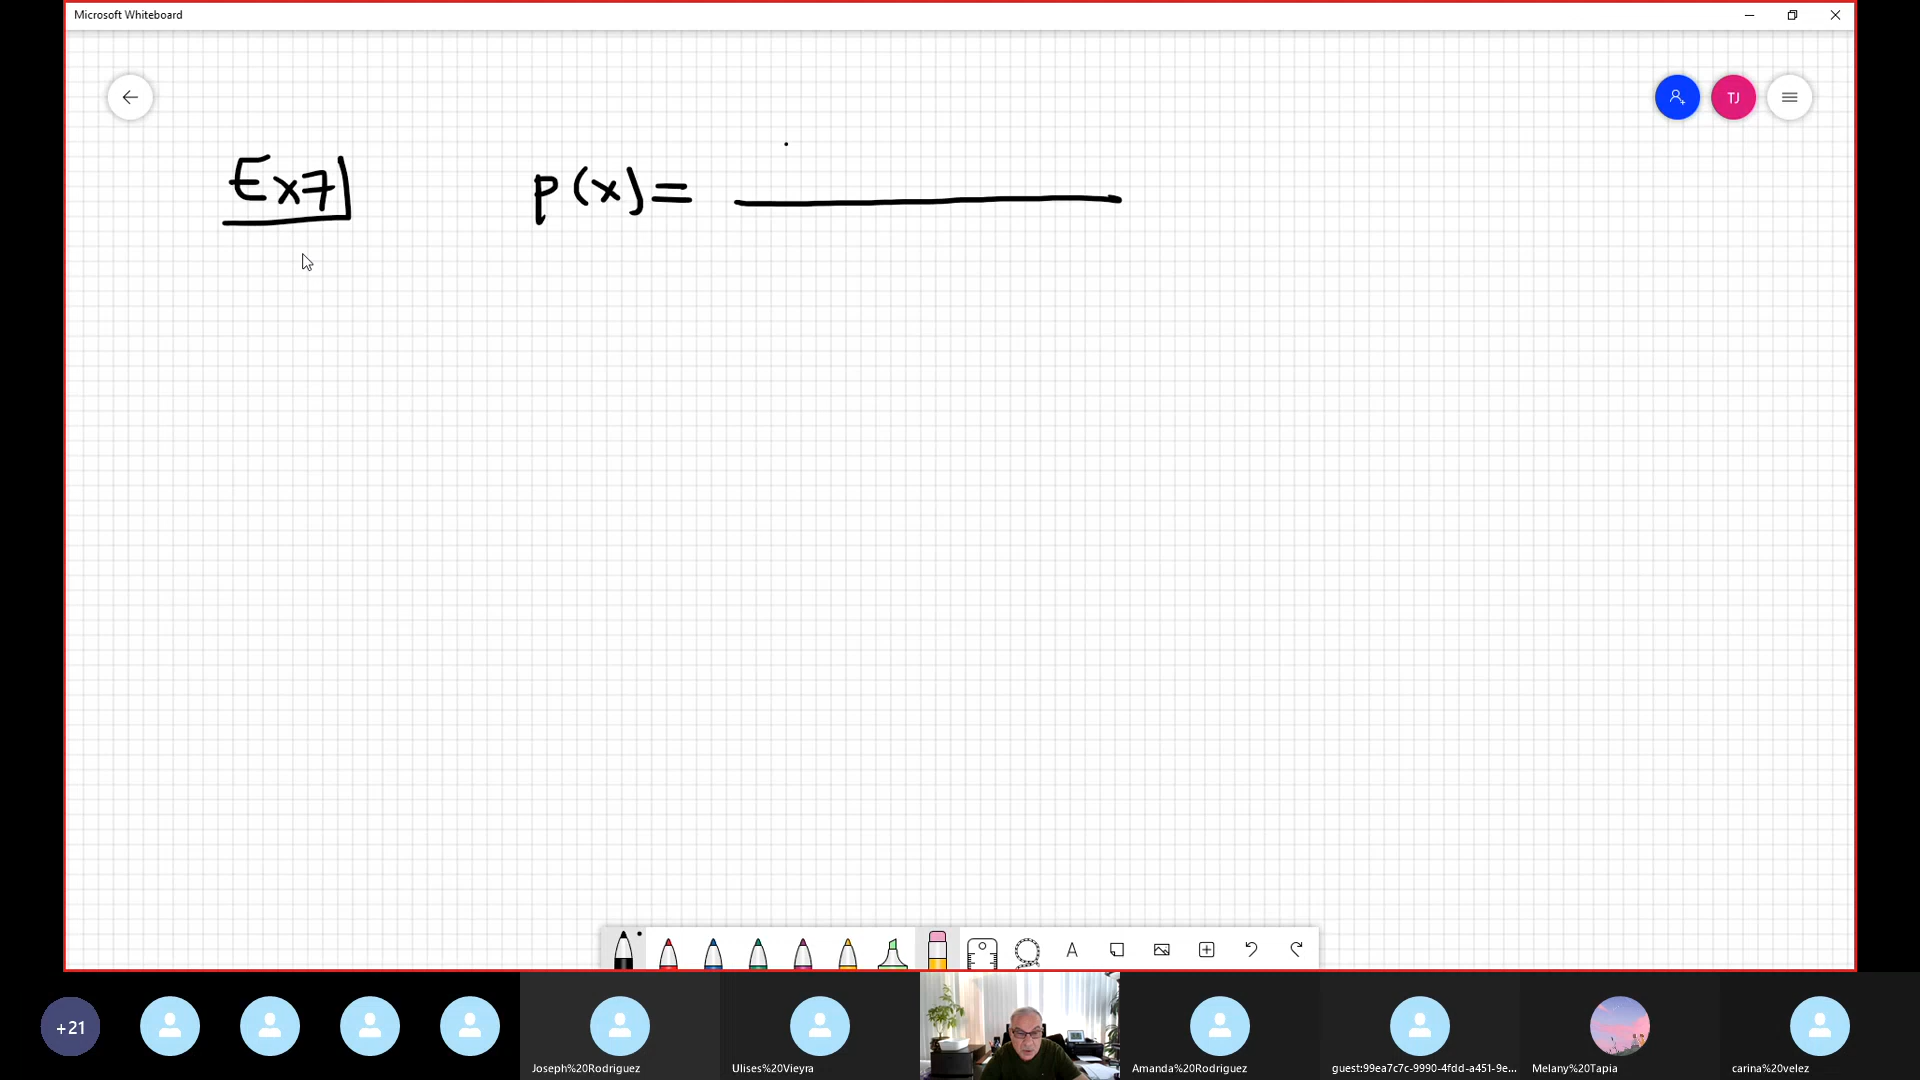 Microsoft Whiteboard
TJ
Ex7
p(x)=
A
+21
Joseph%20Rodriguez
Ulises%20Vieyra
Amanda%20Rodriguez
guest:99ea7c7c-9990-4fdd-a451-9e...
Melany%20Tapia
carina%20velez